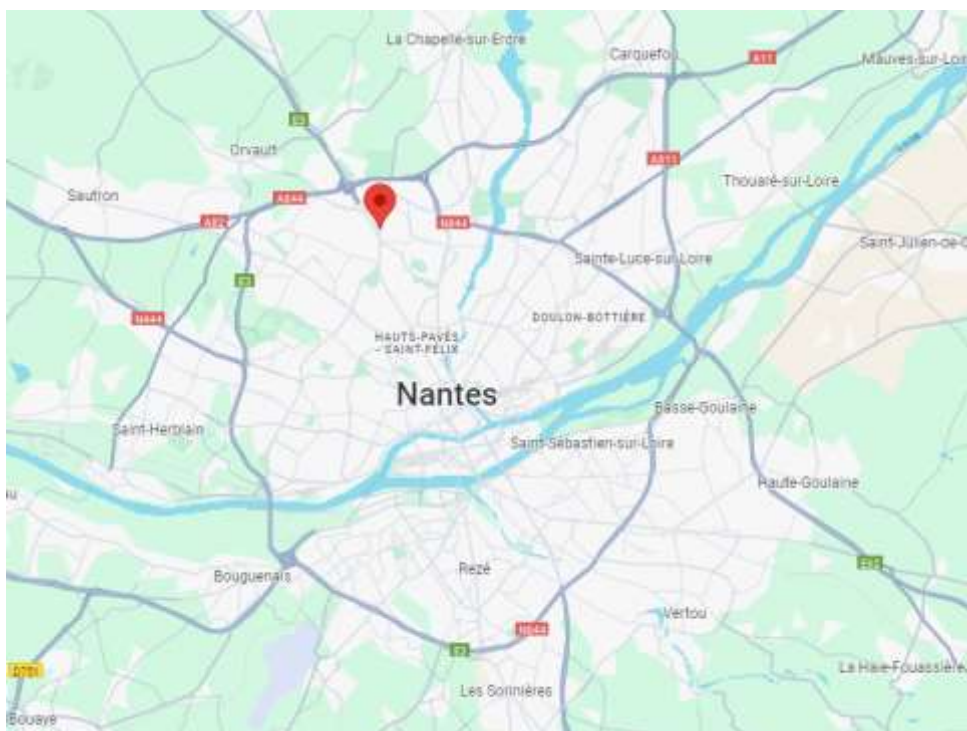 La Chapelle-sur-Erdre
Carquefou
A11
Mauves-sur-Loir
E3
Orvault
A811
Thouaré-sur-Loire
Sautron
A844
A82
N844
Saint-Julien-de-C
Sainte-Luce-sur-Loire
E3
N444
DOULON-BOTTIÈRE
HAUTS-PAVÉS
- SAINT-FÉLIX
Nantes
Basse-Goulaine
Saint-Herblain
Saint-Sébastien-sur-Loire
Haute-Goulaine
ou
Rezé
E62
Bouguenais
Vertou
N844
E3
D751
La Haie-Fouassière
Les Sorinières
Bouaye